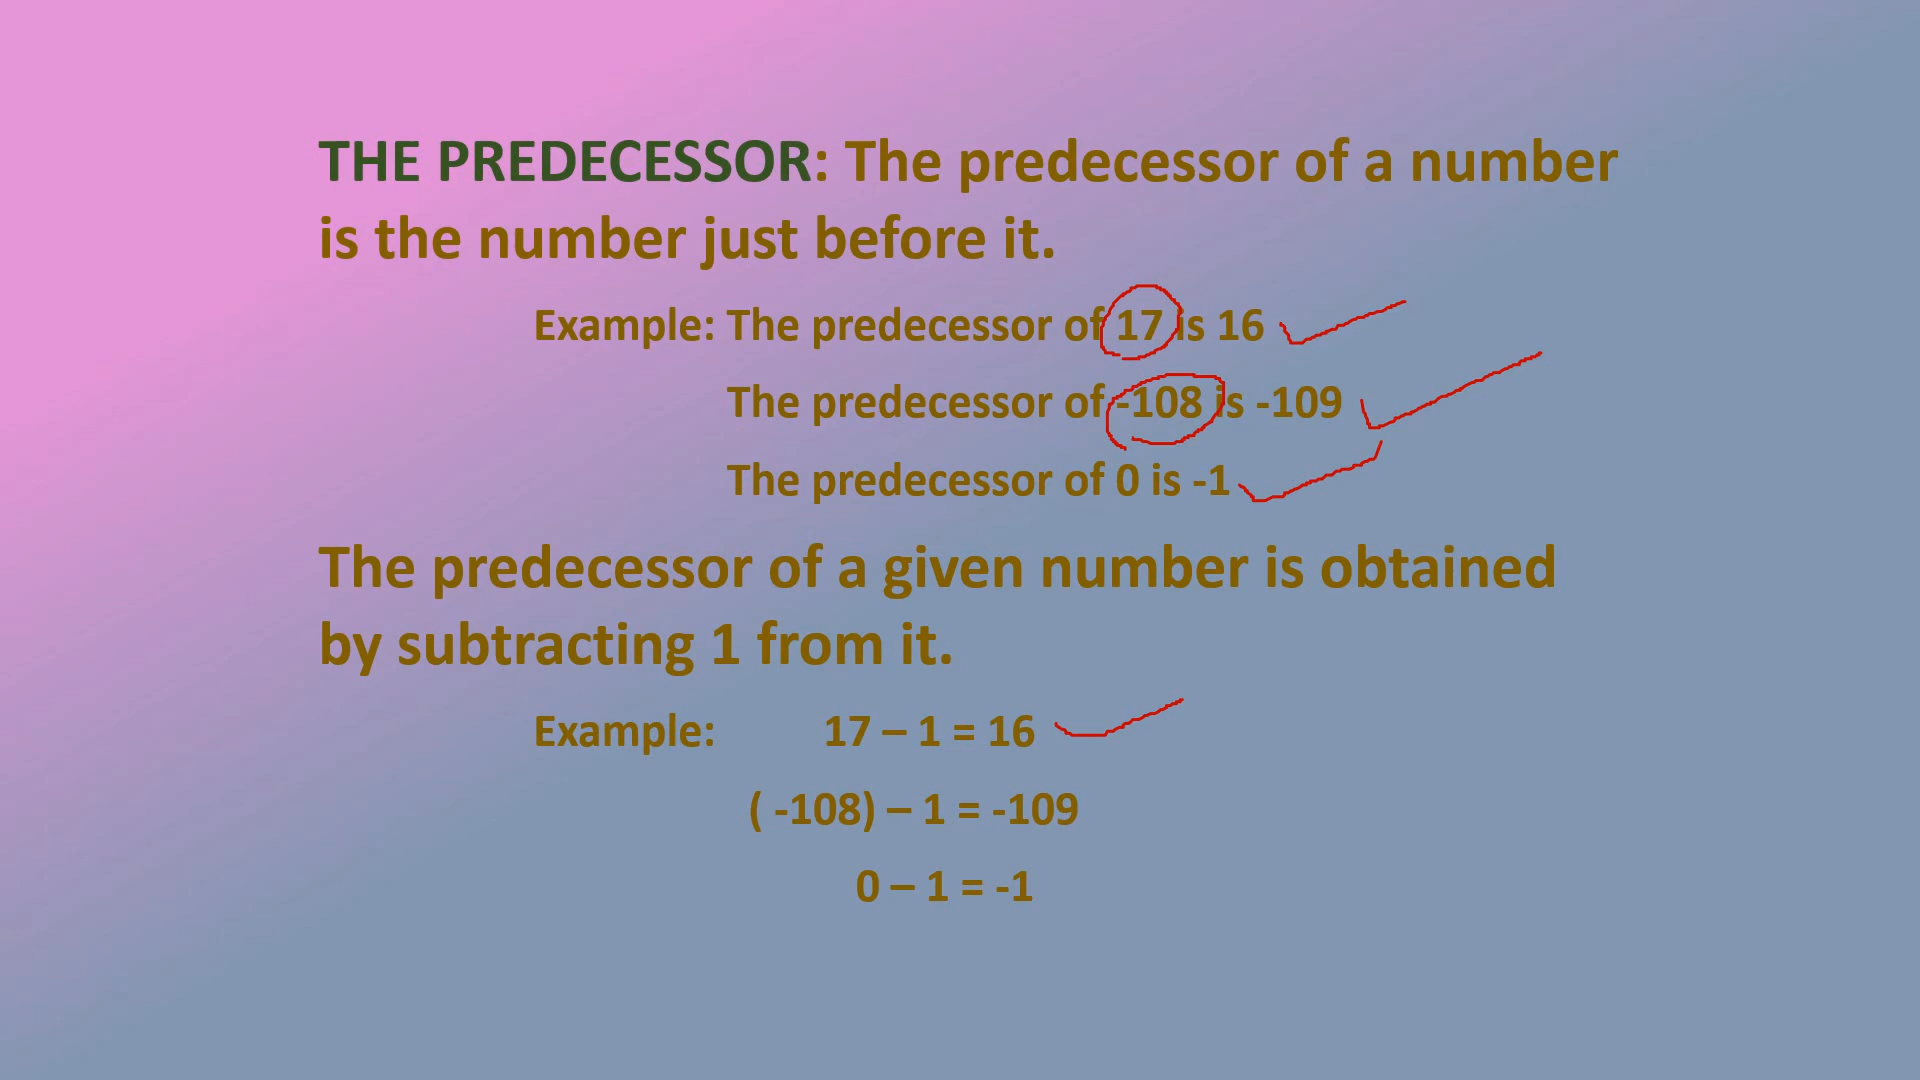 THE PREDECESSOR: The predecessor of a number
is the number just before it.
Example: The predecessor of 17 is 16
The predecessor of -108 is -109
The predecessor of 0 is -1
The predecessor of a given number is obtained
by subtracting 1 from it.
Example: 17 – 1 = 16
( -108) – 1 = -109
0 – 1 = -1